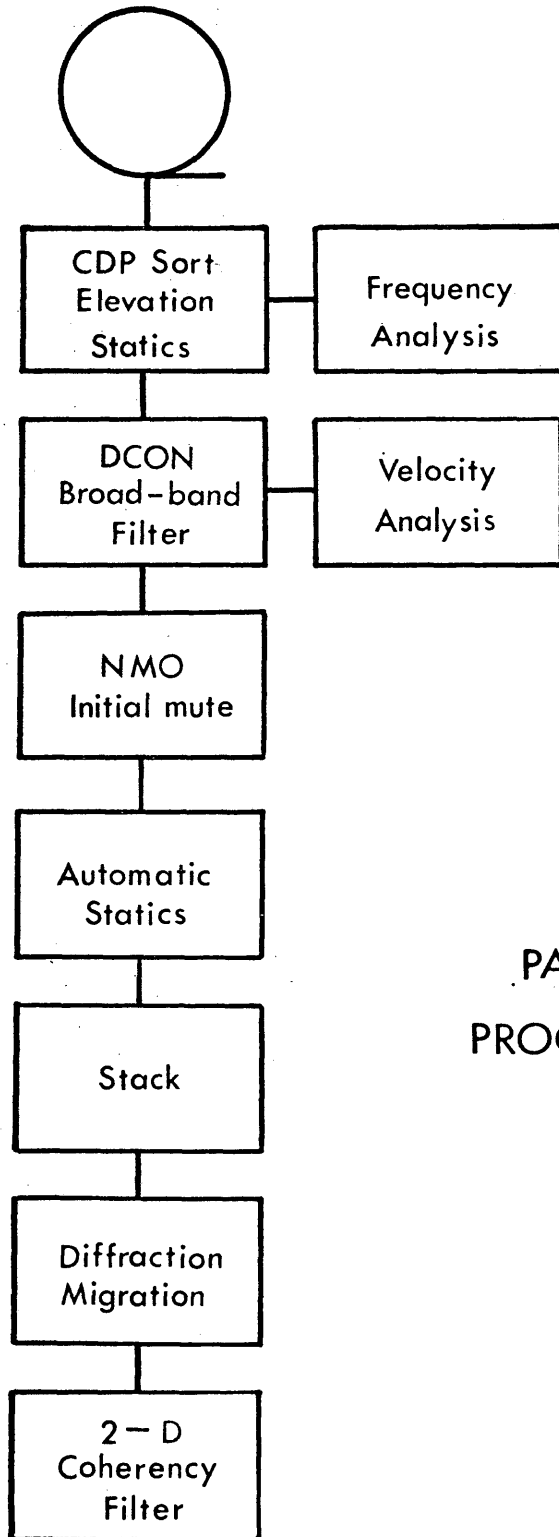 CDP Sort
Elevation
Statics
Frequency
Analysis
DCON
Broad-band
Filter
Velocity
Analysis
NMO
Initial mute
Automatic
Statics
PA
PROC
Stack
Diffraction
Migration
2-D
Coherency
Filter